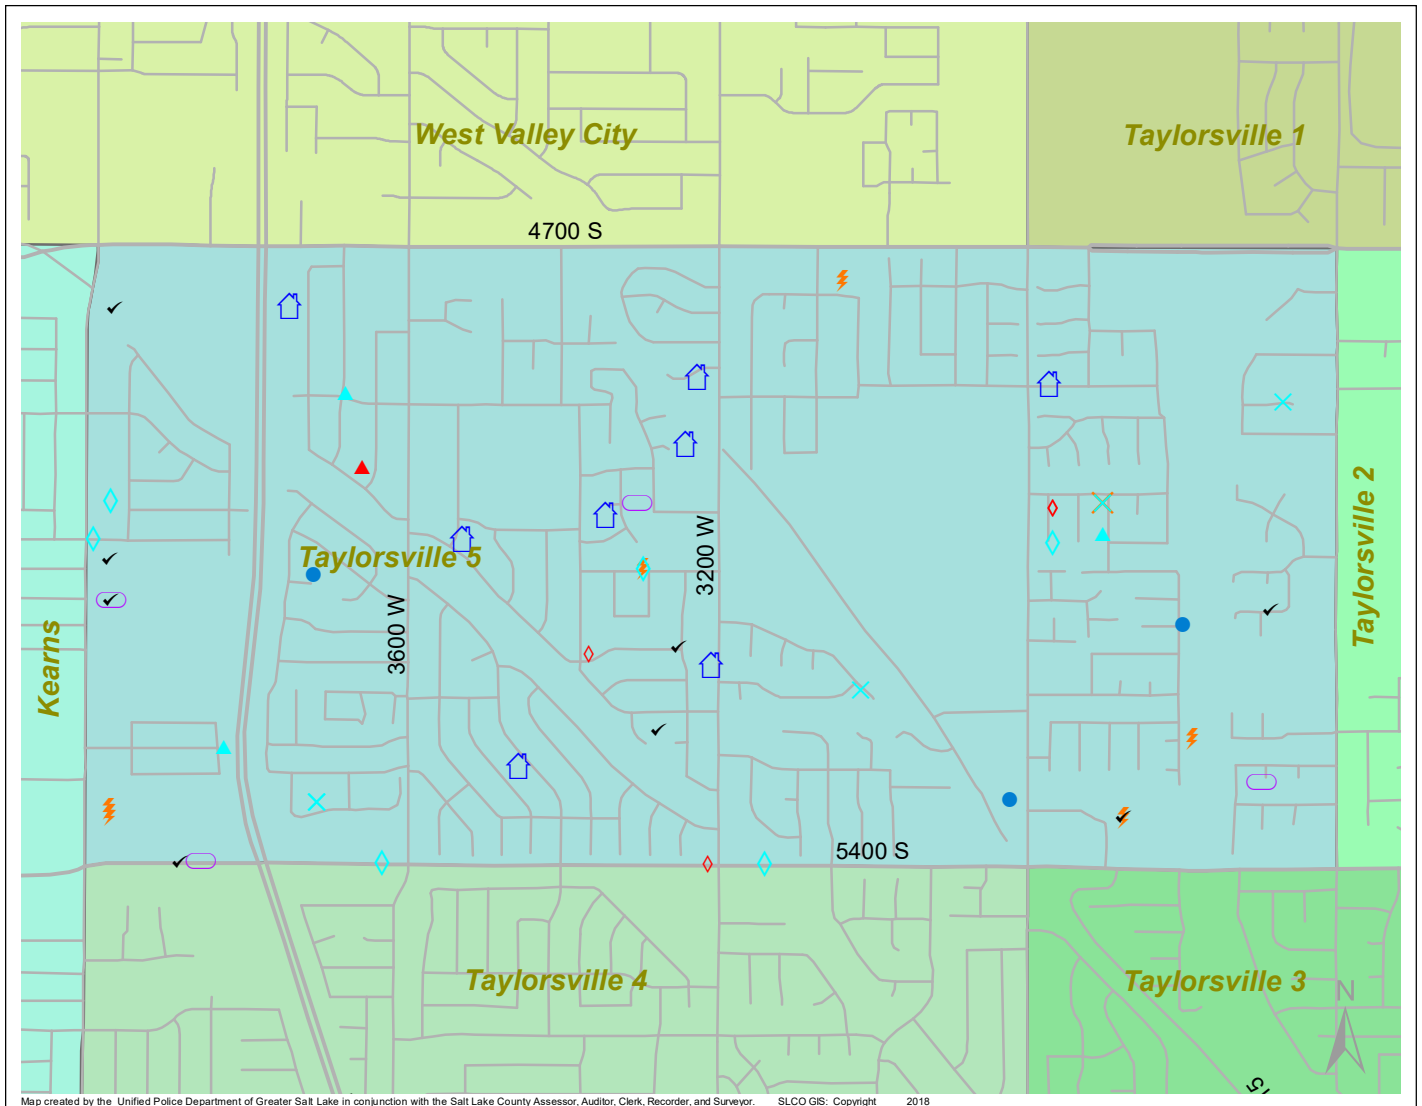 West Valley City
Taylorsville 1
4700 S
Taylorsville 2
Taylorsville 5
3200 W
3600 W
Kearns
5400 S
Taylorsville 4
Taylorsville 3
N
15
Map created by the Unified Police Department of Greater Salt Lake in conjunction with the Salt Lake County Assessor, Auditor, Clerk, Recorder, and Surveyor. SLCO GIS: Copyright 2018